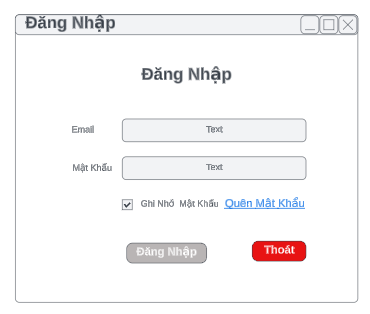 Đăng Nhập
Đăng Nhập
Email Text
Mật Khẩu Text
Ghi Nhớ Mật Khẩu Quên Mật Khẩu
Đăng Nhập Thoát